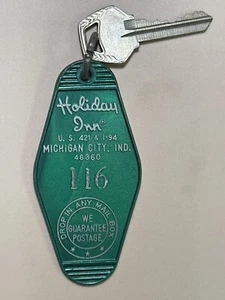 Holiday
Inn
U.S. 421 & I-94
MICHIGAN CITY, IND.
46360
116
DROP IN ANY MAIL BOX
WE
GUARANTEE
POSTAGE